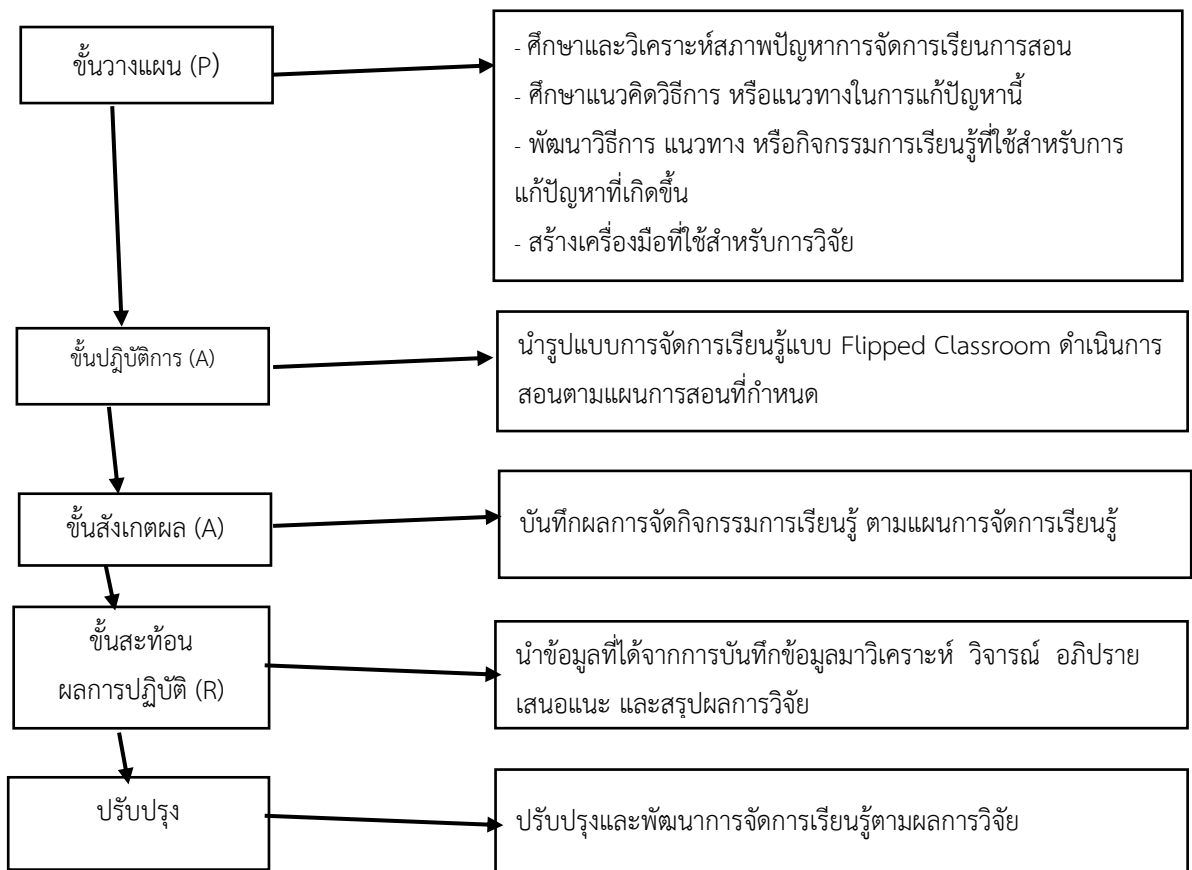 ขั้นวางแผน (P)
- ศึกษาและวิเคราะห์สภาพปัญหาการจัดการเรียนการสอน
- ศึกษาแนวคิดวิธีการ หรือแนวทางในการแก้ปัญหานี้
- พัฒนาวิธีการ แนวทาง หรือกิจกรรมการเรียนรู้ที่ใช้สำหรับการ
แก้ปัญหาที่เกิดขึ้น
- สร้างเครื่องมือที่ใช้สำหรับการวิจัย
ขั้นปฏิบัติการ (A)
นำรูปแบบการจัดการเรียนรู้แบบ Flipped Classroom ดำเนินการ
สอนตามแผนการสอนที่กำหนด
ขั้นสังเกตผล (A)
บันทึกผลการจัดกิจกรรมการเรียนรู้ ตามแผนการจัดการเรียนรู้
ขั้นสะท้อน
ผลการปฏิบัติ (R)
นำข้อมูลที่ได้จากการบันทึกข้อมูลมาวิเคราะห์ วิจารณ์ อภิปราย
เสนอแนะ และสรุปผลการวิจัย
ปรับปรุง
ปรับปรุงและพัฒนาการจัดการเรียนรู้ตามผลการวิจัย